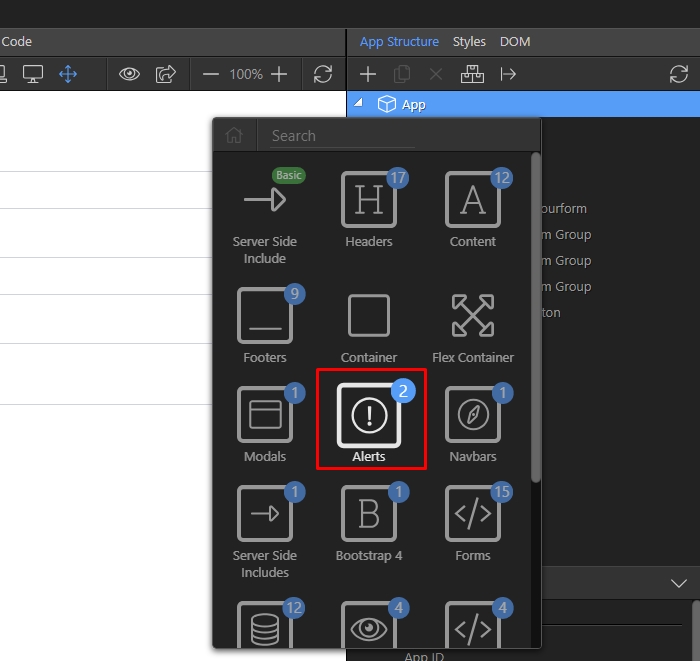 Code
App Structure Styles DOM
100%
App
Search
Basic
17
12
Server Side
Include
Headers
Content
ourform
m Group
m Group
m Group
ton
9
Footers
Container
Flex Container
1
2
1
Modals
Alerts
Navbars
1
1
15
Server Side
Includes
Bootstrap 4
Forms
12
4
4
App ID